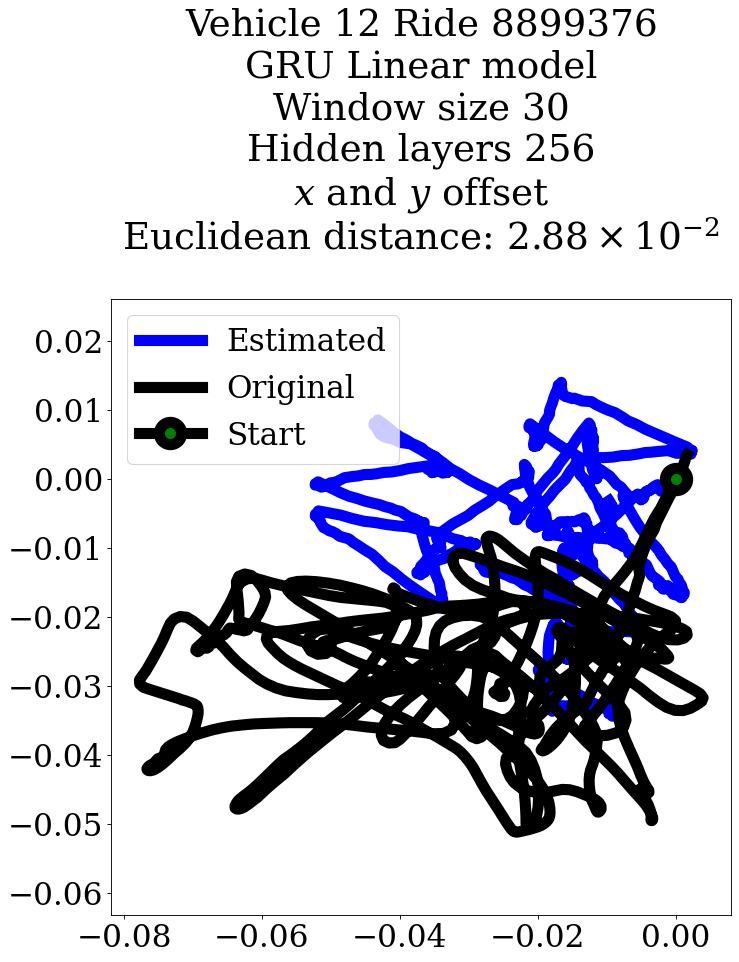 Vehicle 12 Ride 8899376
GRU Linear model
Window size 30
Hidden layers 256
x and y offset
Euclidean distance: 2.88 × 10⁻²
Estimated
Original
Start
0.02
0.01
0.00
−0.01
−0.02
−0.03
−0.04
−0.05
−0.06
−0.08 −0.06 −0.04 −0.02 0.00